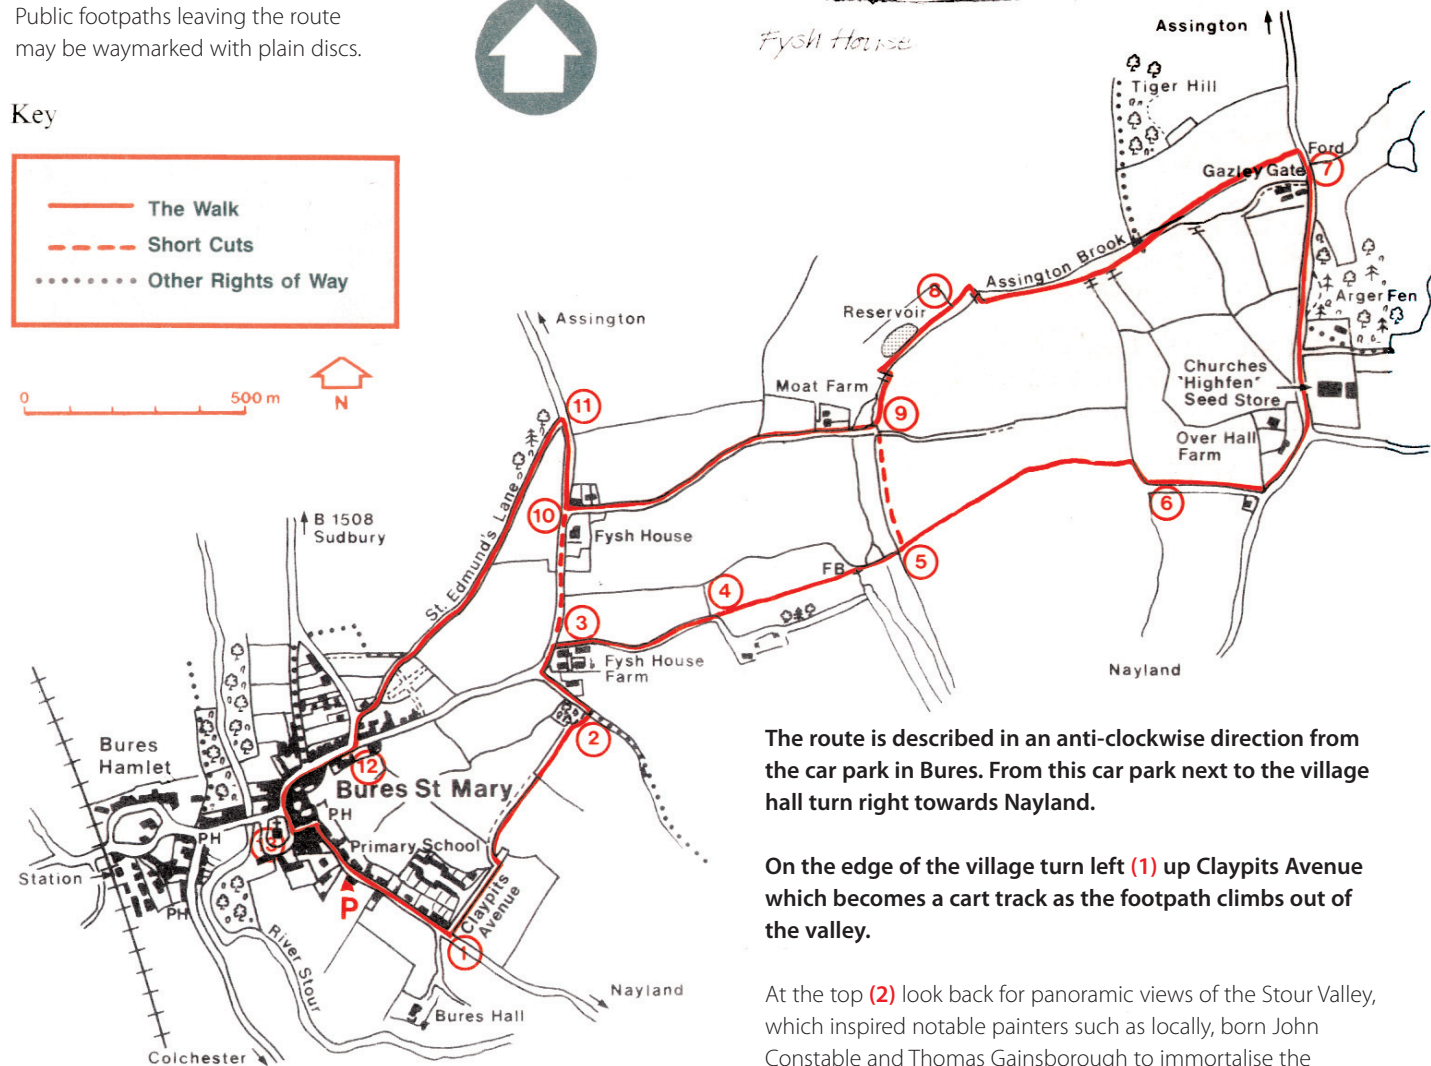 Public footpaths leaving the route
may be waymarked with plain discs.
Key
The Walk
Short Cuts
Other Rights of Way
0
500 m
N
Fysh House
Assington
Tiger Hill
Ford
Gazley Gate
7
Assington Brook
8
Reservoir
Arger Fen
Assington
Churches
"Highfen"
Seed Store
Moat Farm
11
9
Over Hall
Farm
St. Edmund's Lane
6
10
Fysh House
B 1508
Sudbury
5
FB
4
3
Fysh House
Farm
Nayland
2
Bures
Hamlet
12
Bures St Mary
PH
PH
13
Primary School
Station
P
PH
Claypits
Avenue
1
River Stour
Nayland
Bures Hall
Colchester
The route is described in an anti-clockwise direction from
the car park in Bures. From this car park next to the village
hall turn right towards Nayland.
On the edge of the village turn left (1) up Claypits Avenue
which becomes a cart track as the footpath climbs out of
the valley.
At the top (2) look back for panoramic views of the Stour Valley,
which inspired notable painters such as locally, born John
Constable and Thomas Gainsborough to immortalise the